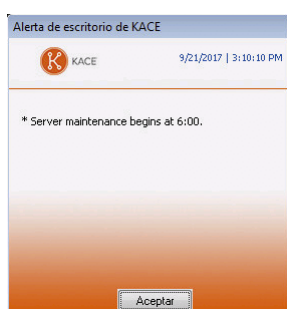 Alerta de escritorio de KACE
KACE
9/21/2017 | 3:10:10 PM
* Server maintenance begins at 6:00.
Aceptar